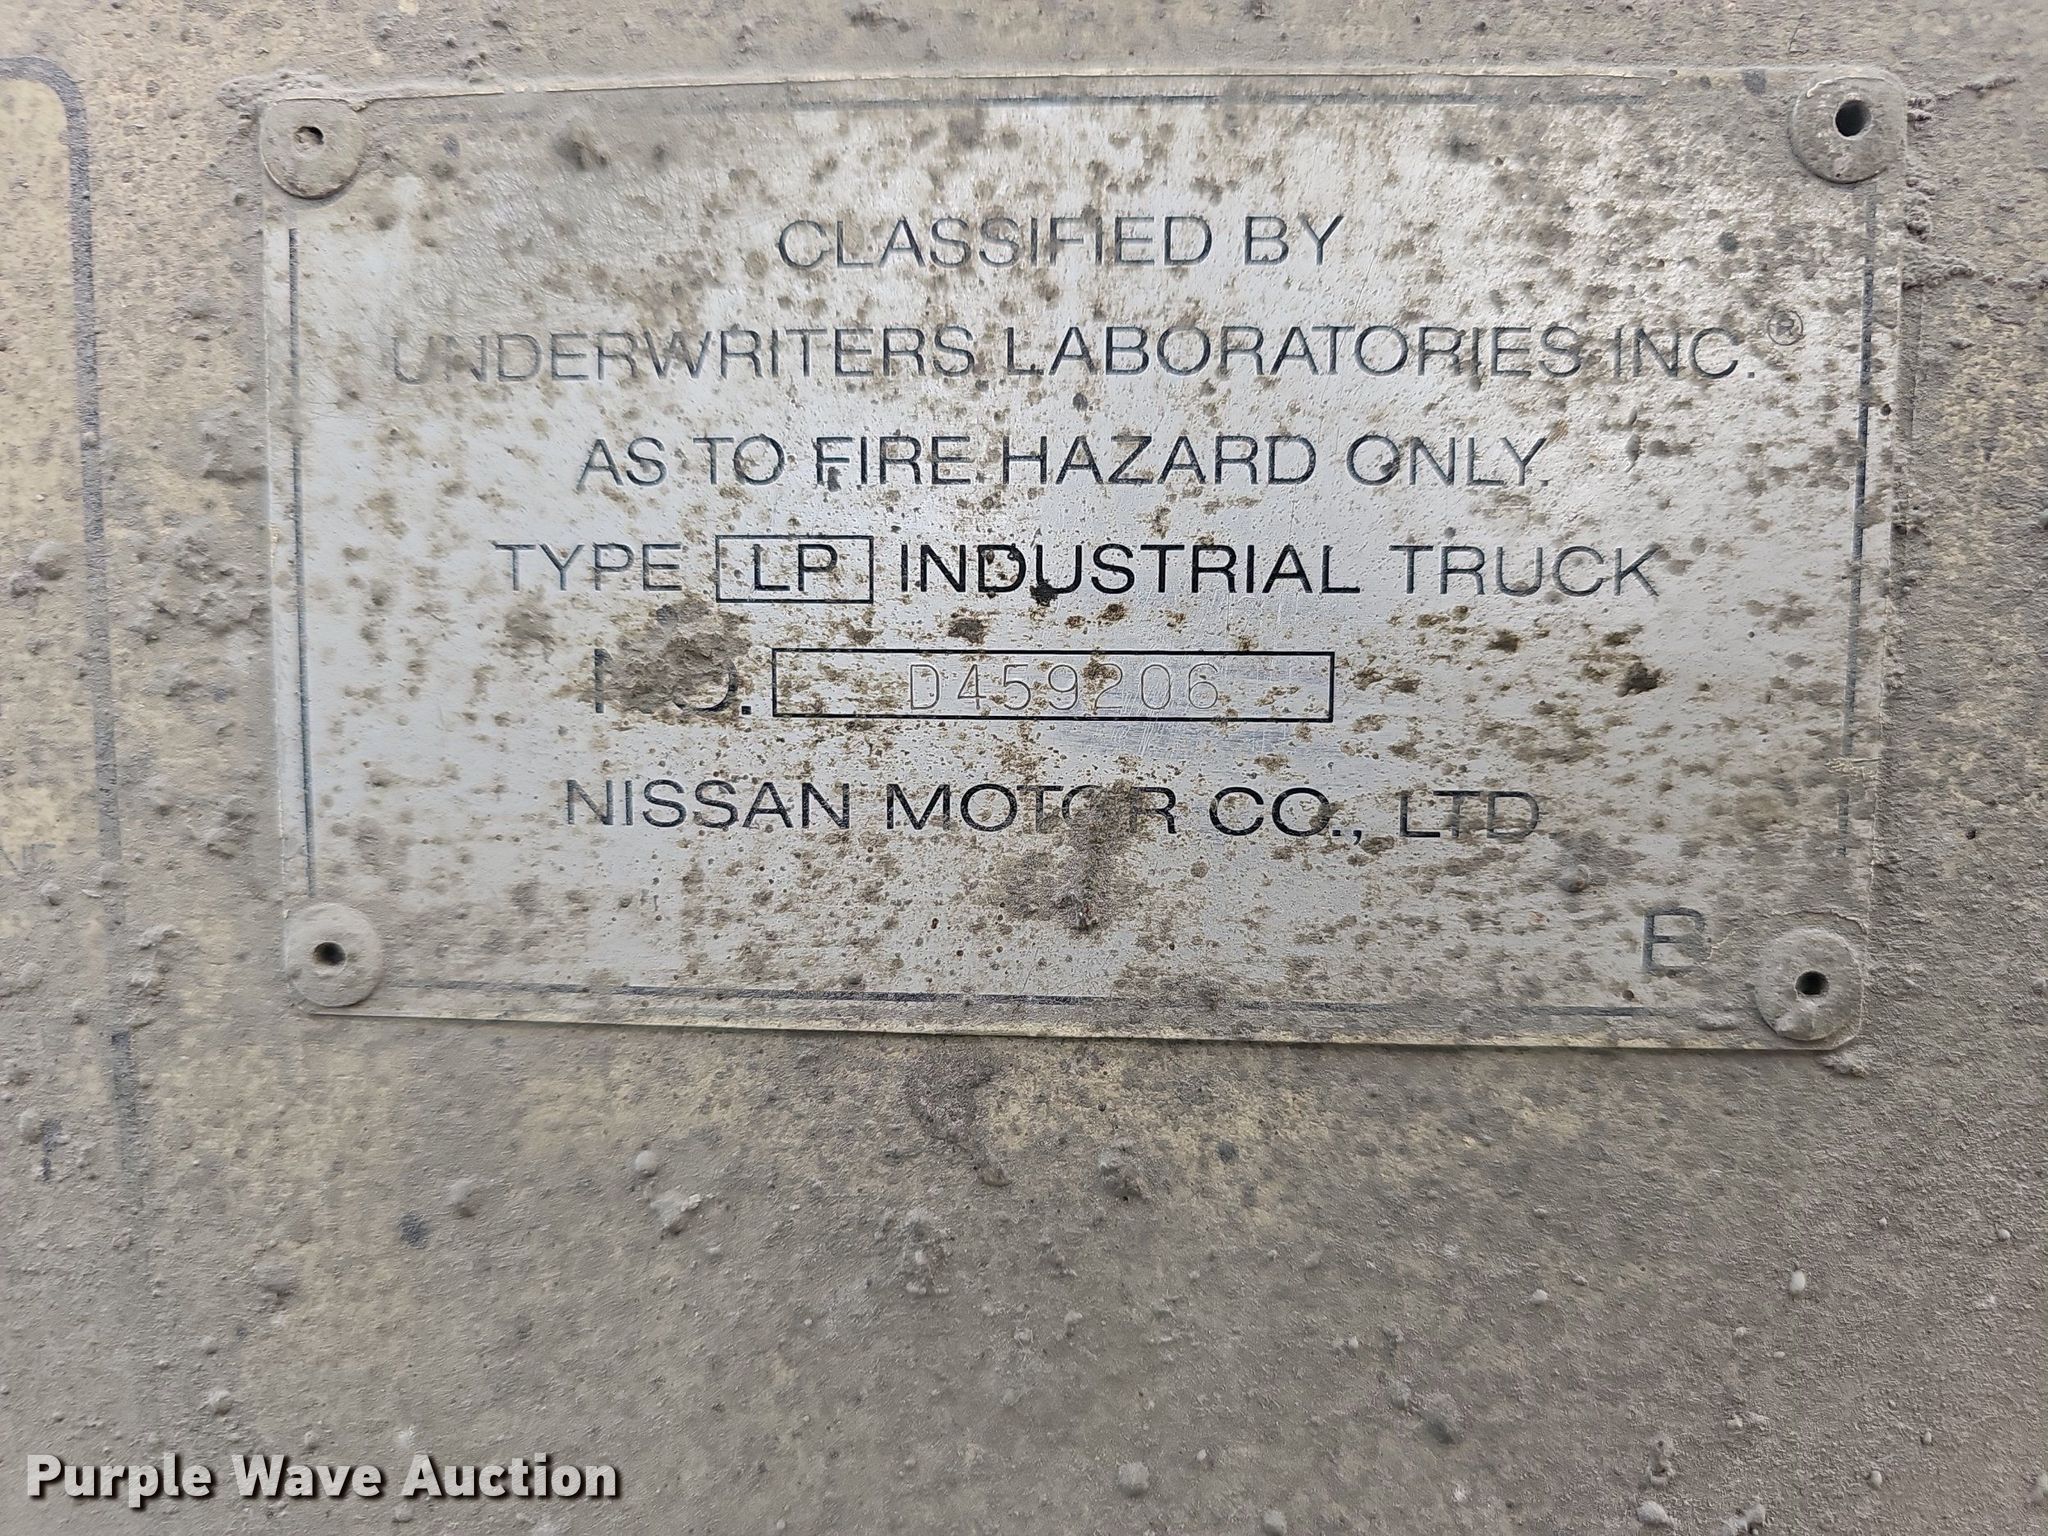 CLASSIFIED BY
UNDERWRITERS LABORATORIES INC.®
AS TO FIRE HAZARD ONLY.
TYPE LP INDUSTRIAL TRUCK
NO. D459206
NISSAN MOTOR CO., LTD.
B
Purple Wave Auction